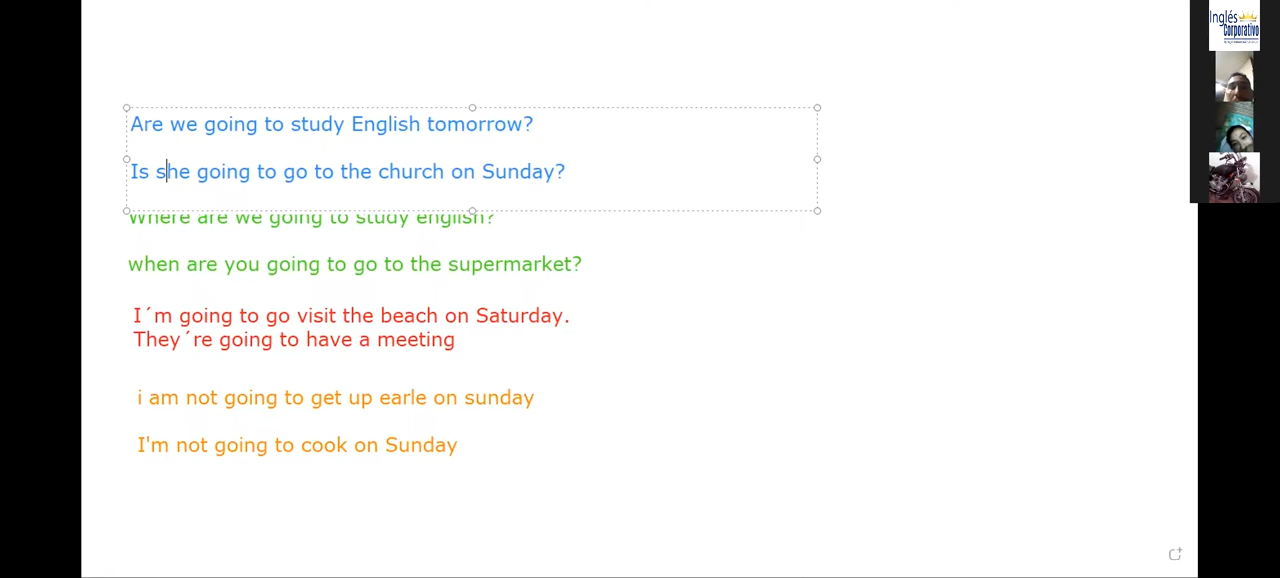 Inglés
Corporativo
Are we going to study English tomorrow?
Is she going to go to the church on Sunday?
Where are we going to study english?
when are you going to go to the supermarket?
I´m going to go visit the beach on Saturday.
They´re going to have a meeting
i am not going to get up earle on sunday
I'm not going to cook on Sunday